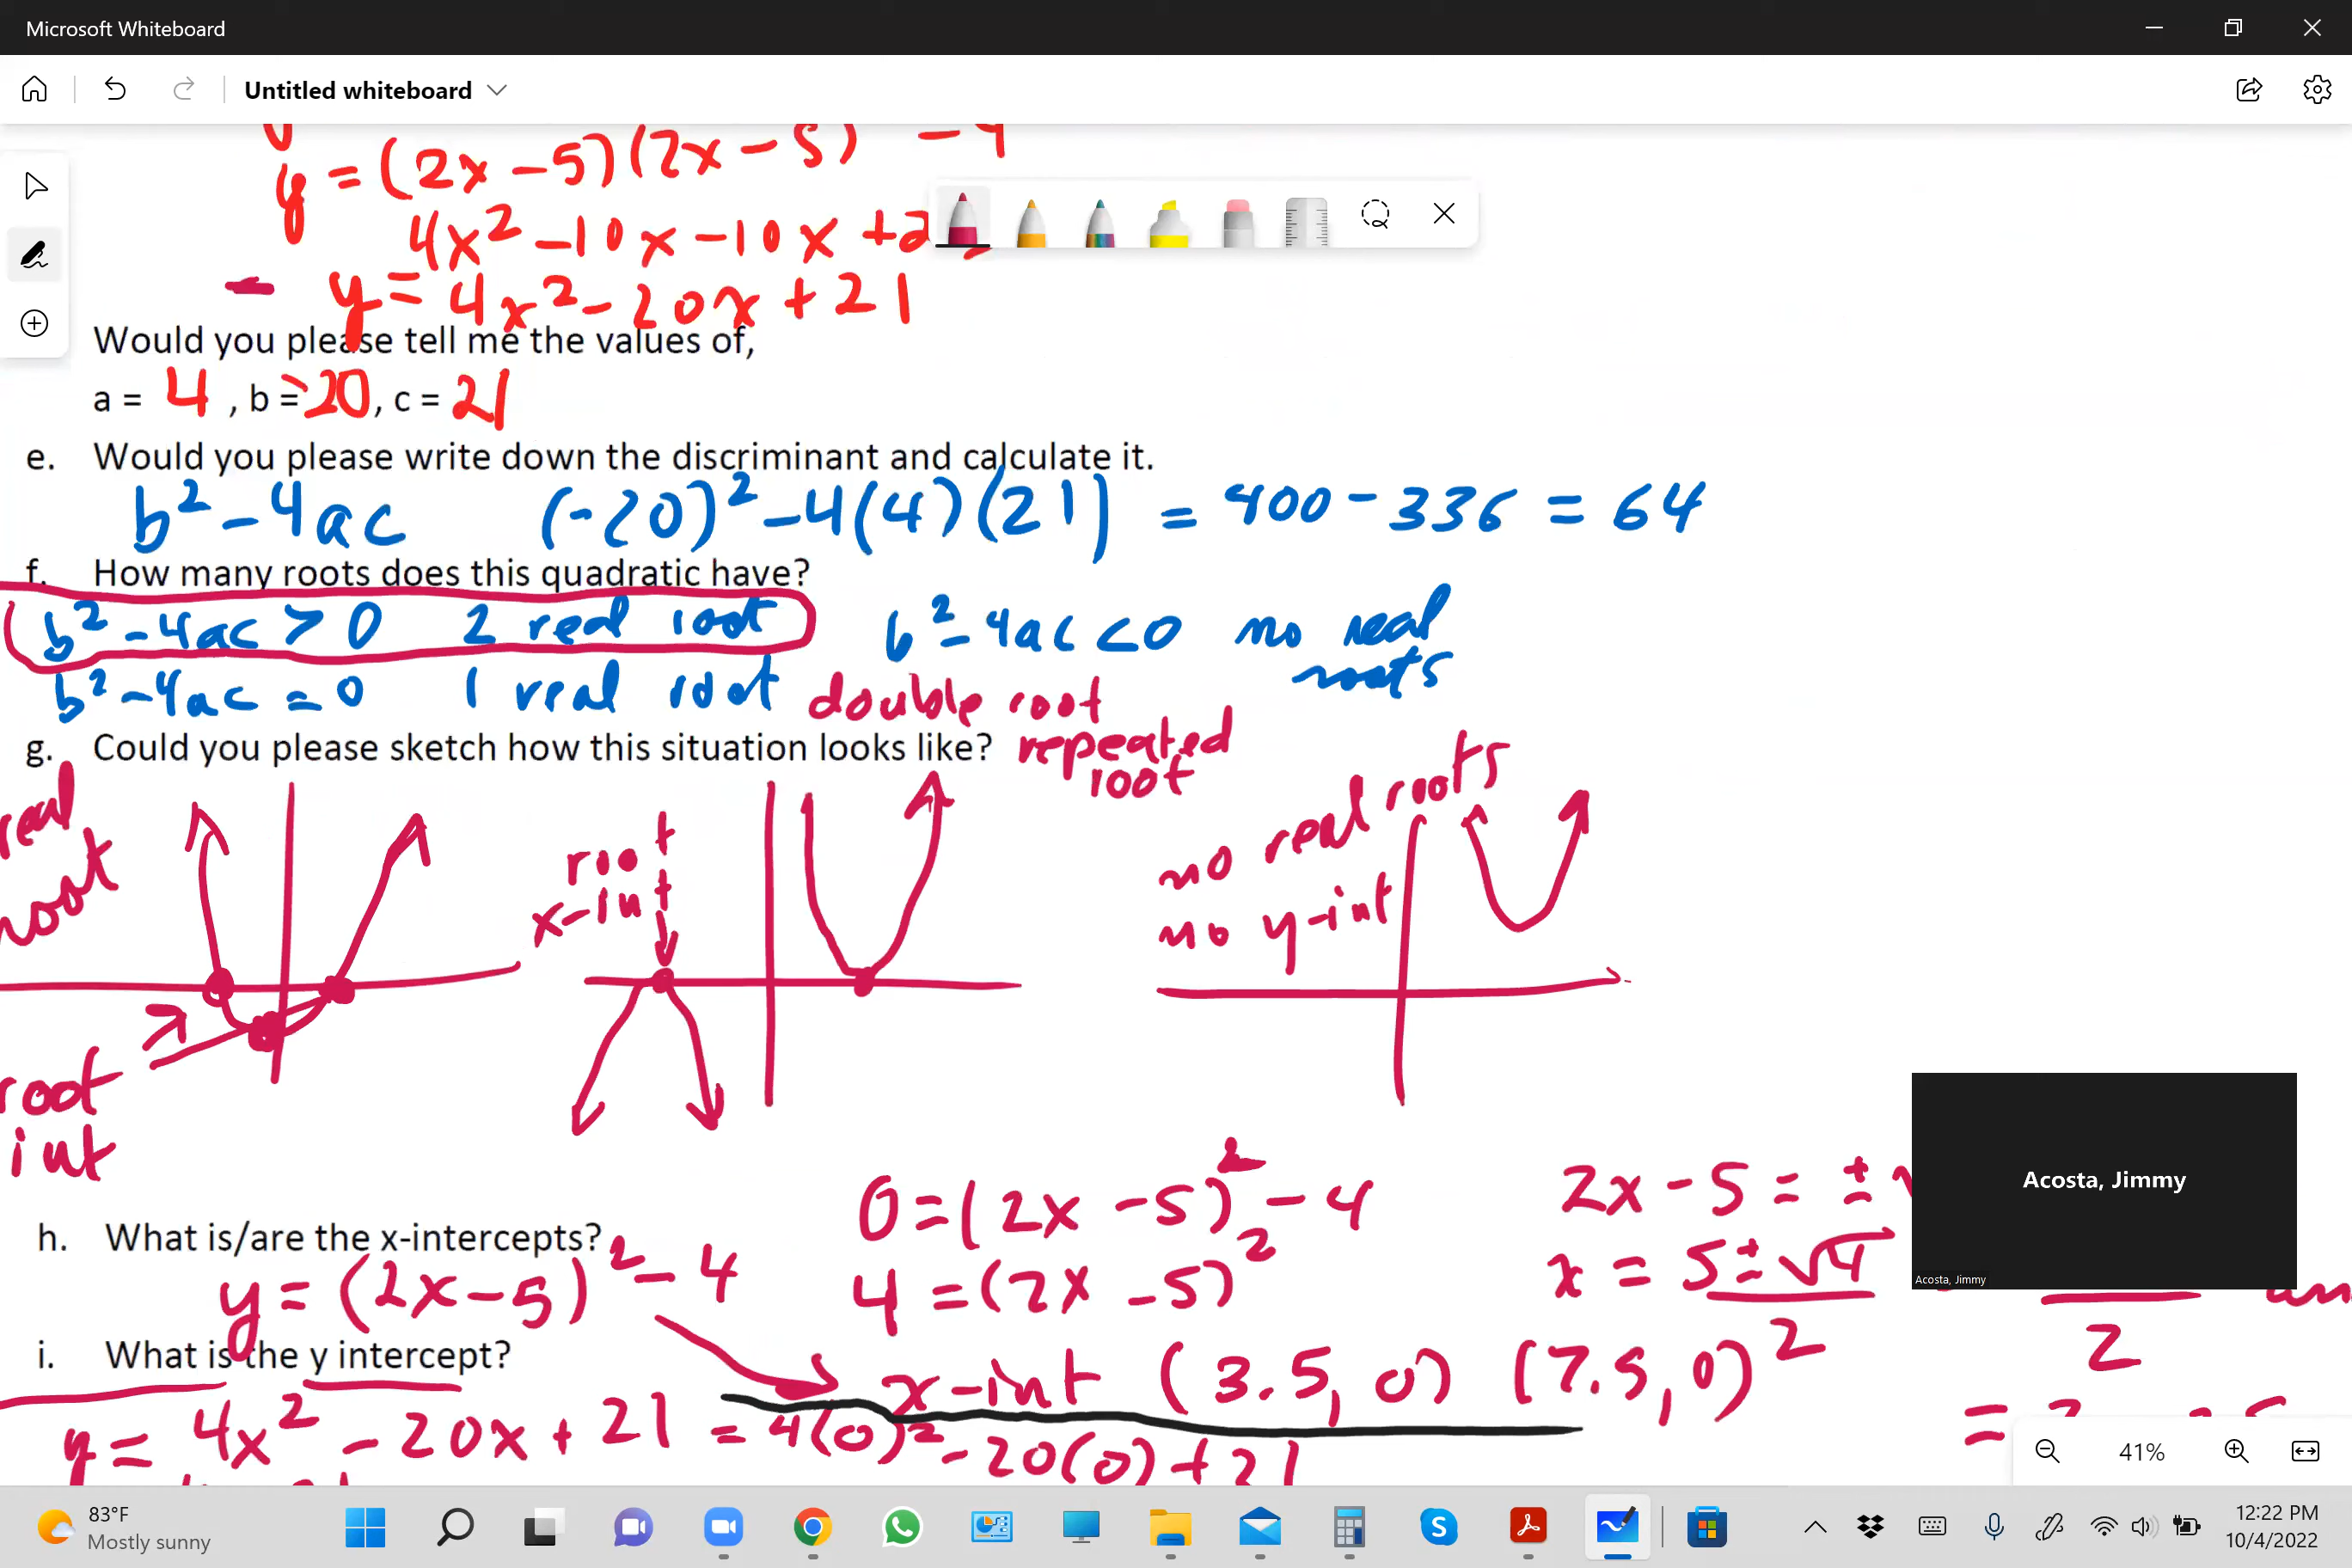 Microsoft Whiteboard
Untitled whiteboard
y = (2x - 5)(2x - 5) - 4
4x² - 10x - 10x + 2
- y = 4x² - 20x + 21
Would you please tell me the values of,
a = 4 , b = -20, c = 21
e. Would you please write down the discriminant and calculate it.
b² - 4ac (-20)² - 4(4)(21) = 400 - 336 = 64
f. How many roots does this quadratic have?
b² - 4ac > 0 2 real root b² - 4ac < 0 no real
roots
b² - 4ac = 0 1 real root double root
g. Could you please sketch how this situation looks like? repeated
root
real
root
root
x-int
no real roots
no y-int
root
int
0 = (2x - 5)² - 4 2x - 5 = ±
h. What is/are the x-intercepts?
y = (2x - 5)² - 4
4 = (2x - 5)² x = 5 ± √4
2
2
i. What is the y intercept?
x-int (3.5, 0) (7.5, 0)
y = 4x² - 20x + 21 = 4(0)² - 20(0) + 21
=
Acosta, Jimmy
Acosta, Jimmy
41%
83°F
Mostly sunny
12:22 PM
10/4/2022